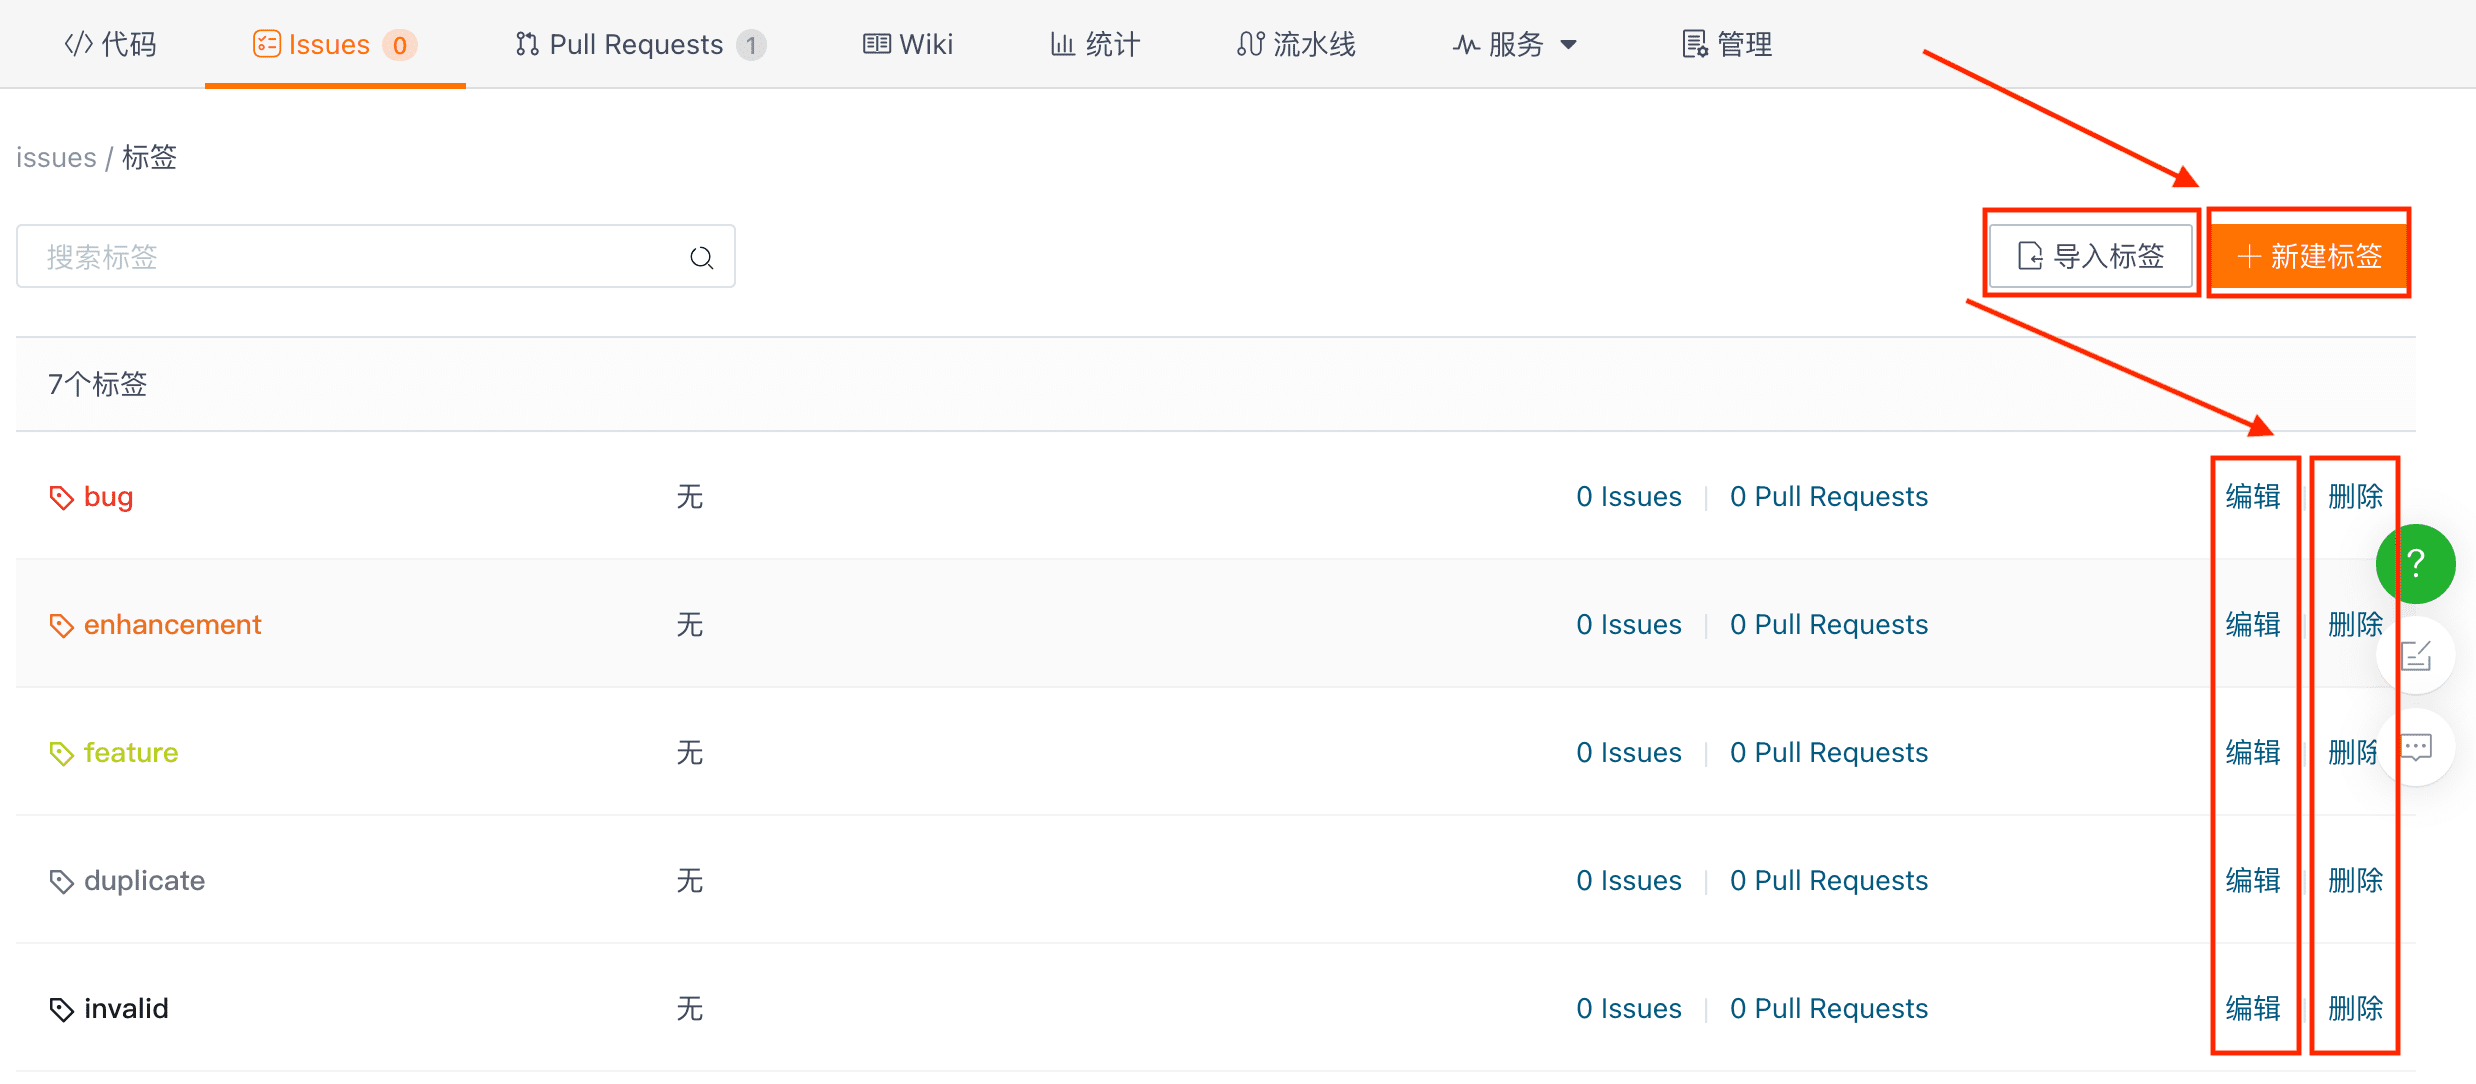 代码 Issues 0 Pull Requests 1 Wiki 统计 流水线 服务 管理
issues / 标签
搜索标签 导入标签 新建标签
7个标签
bug 无 0 Issues 0 Pull Requests 编辑 删除
?
enhancement 无 0 Issues 0 Pull Requests 编辑 删除
feature 无 0 Issues 0 Pull Requests 编辑 删除
duplicate 无 0 Issues 0 Pull Requests 编辑 删除
invalid 无 0 Issues 0 Pull Requests 编辑 删除